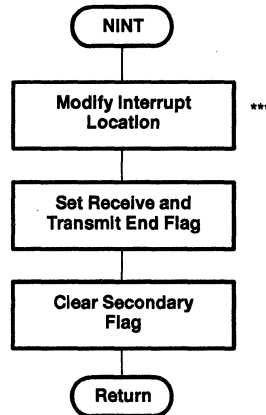 NINT
Modify Interrupt
Location
***
Set Receive and
Transmit End Flag
Clear Secondary
Flag
Return